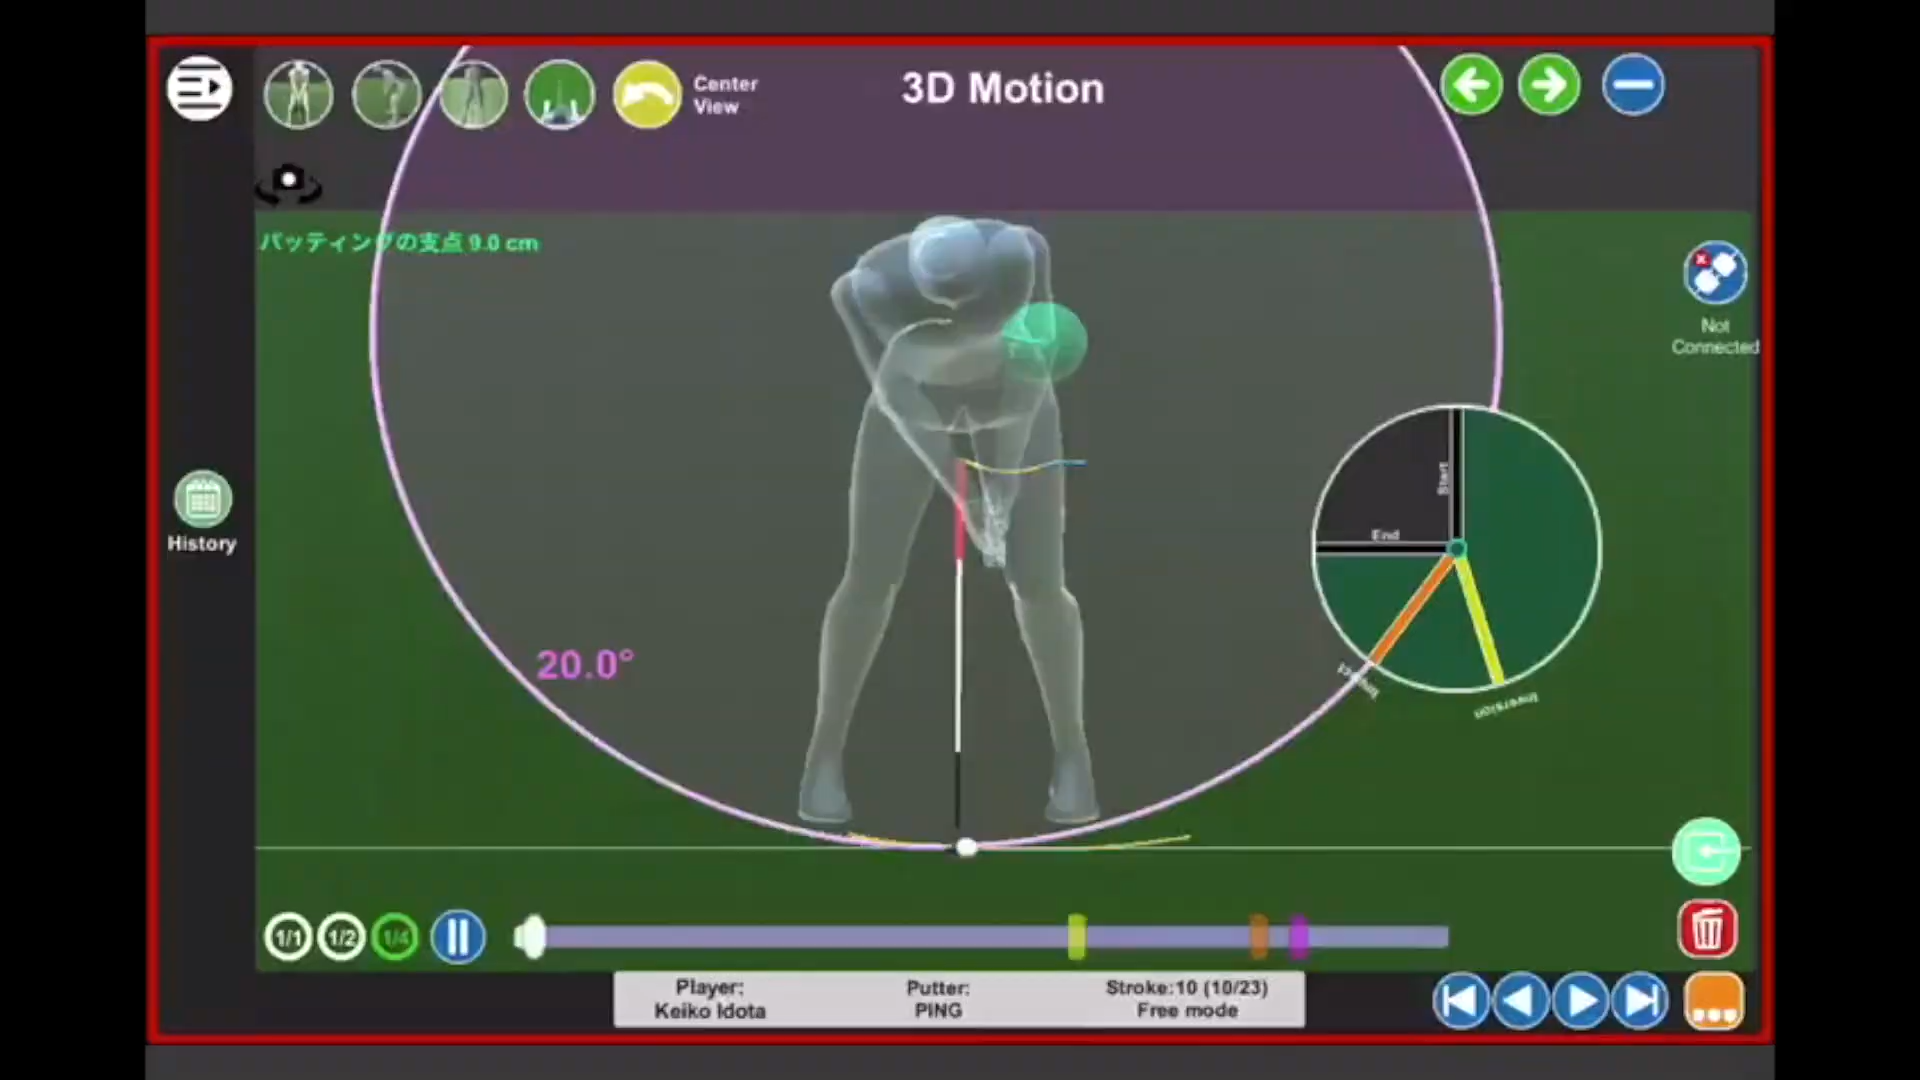 Center
View
3D Motion
パッティングの支点 9.0 cm
Not
Connected
Start
End
Impact
Inversion
History
20.0°
1/1
1/2
1/4
Player:
Keiko Idota
Putter:
PING
Stroke:10 (10/23)
Free mode